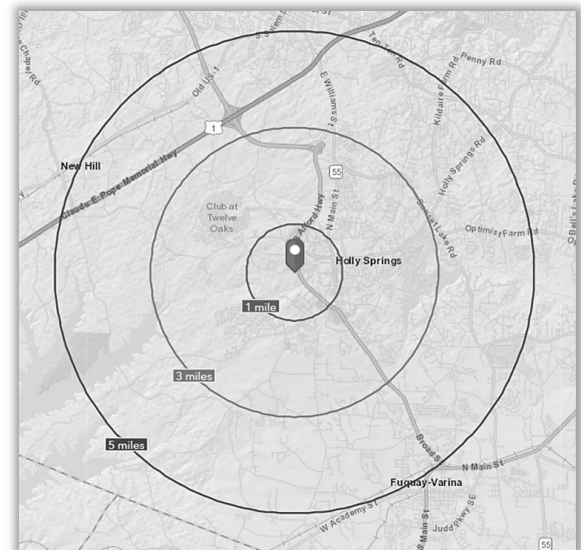 S Salem St
Ten-Ten Rd
Penny Rd
Old US-1
E Williams St
Kildaire Farm Rd
1
New Hill
55
Holly Springs Rd
Claude E Pope Memorial Hwy
Club at
Twelve
Oaks
N Main St
Sunset Lake Rd
Optimist Farm Rd
Holly Springs
1 mile
3 miles
5 miles
Broad St
N Main St
Fuquay-Varina
W Academy St
S Main St
Judd Pkwy SE
55